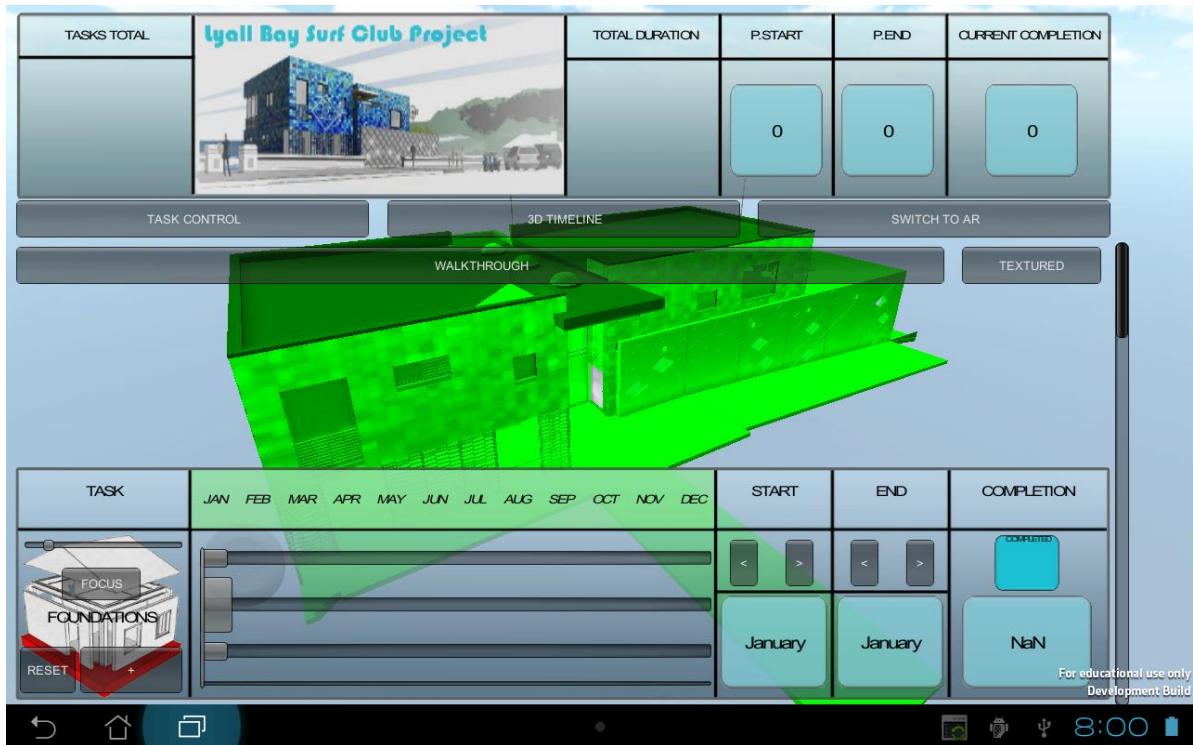 TASKS TOTAL
Lyall Bay Surf Club Project
TOTAL DURATION
P.START
P.END
CURRENT COMPLETION
0
0
0
TASK CONTROL
3D TIMELINE
SWITCH TO AR
WALKTHROUGH
TEXTURED
TASK
JAN FEB MAR APR MAY JUN JUL AUG SEP OCT NOV DEC
START
END
COMPLETION
FOCUS
FOUNDATIONS
RESET
+
<
>
<
>
COMPLETED
January
January
NaN
For educational use only
Development Build
8:00